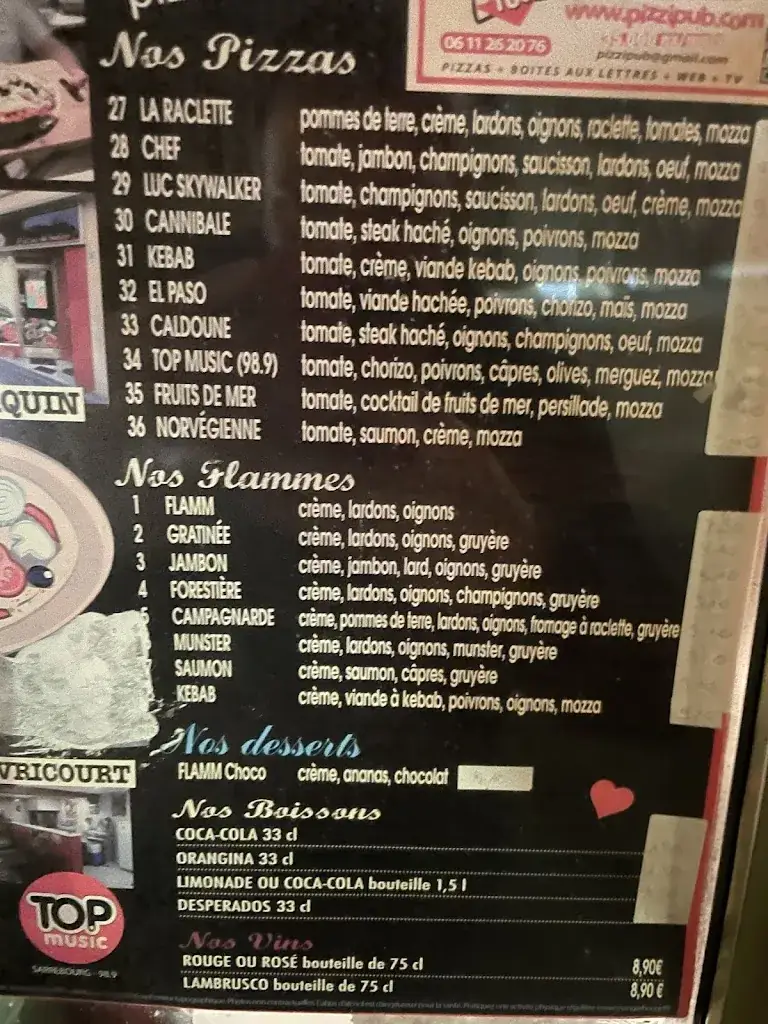 Nos Pizzas
www.pizzipub.com
06 11 26 20 76
pizzipub@gmail.com
PIZZAS + BOITES AUX LETTRES + WEB + TV
27 LA RACLETTE pommes de terre, crème, lardons, oignons, raclette, tomates, mozza
28 CHEF tomate, jambon, champignons, saucisson, lardons, oeuf, mozza
29 LUC SKYWALKER tomate, champignons, saucisson, lardons, oeuf, crème, mozza
30 CANNIBALE tomate, steak haché, oignons, poivrons, mozza
31 KEBAB tomate, crème, viande kebab, oignons, poivrons, mozza
32 EL PASO tomate, viande hachée, poivrons, chorizo, maïs, mozza
33 CALDOUNE tomate, steak haché, oignons, champignons, oeuf, mozza
34 TOP MUSIC (98.9) tomate, chorizo, poivrons, câpres, olives, merguez, mozza
35 FRUITS DE MER tomate, cocktail de fruits de mer, persillade, mozza
36 NORVÉGIENNE tomate, saumon, crème, mozza
QUIN
Nos Flammes
1 FLAMM crème, lardons, oignons
2 GRATINÉE crème, lardons, oignons, gruyère
3 JAMBON crème, jambon, lard, oignons, gruyère
4 FORESTIÈRE crème, lardons, oignons, champignons, gruyère
5 CAMPAGNARDE crème, pommes de terre, lardons, oignons, fromage à raclette, gruyère
MUNSTER crème, lardons, oignons, munster, gruyère
SAUMON crème, saumon, câpres, gruyère
KEBAB crème, viande à kebab, poivrons, oignons, mozza
Nos desserts
FLAMM Choco crème, ananas, chocolat
VRICOURT
Nos Boissons
COCA-COLA 33 cl
ORANGINA 33 cl
LIMONADE OU COCA-COLA bouteille 1,5 l
DESPERADOS 33 cl
TOP
MUSIC
SARREBOURG - 98.9
Nos Vins
ROUGE OU ROSÉ bouteille de 75 cl 8,90€
LAMBRUSCO bouteille de 75 cl 8,90 €